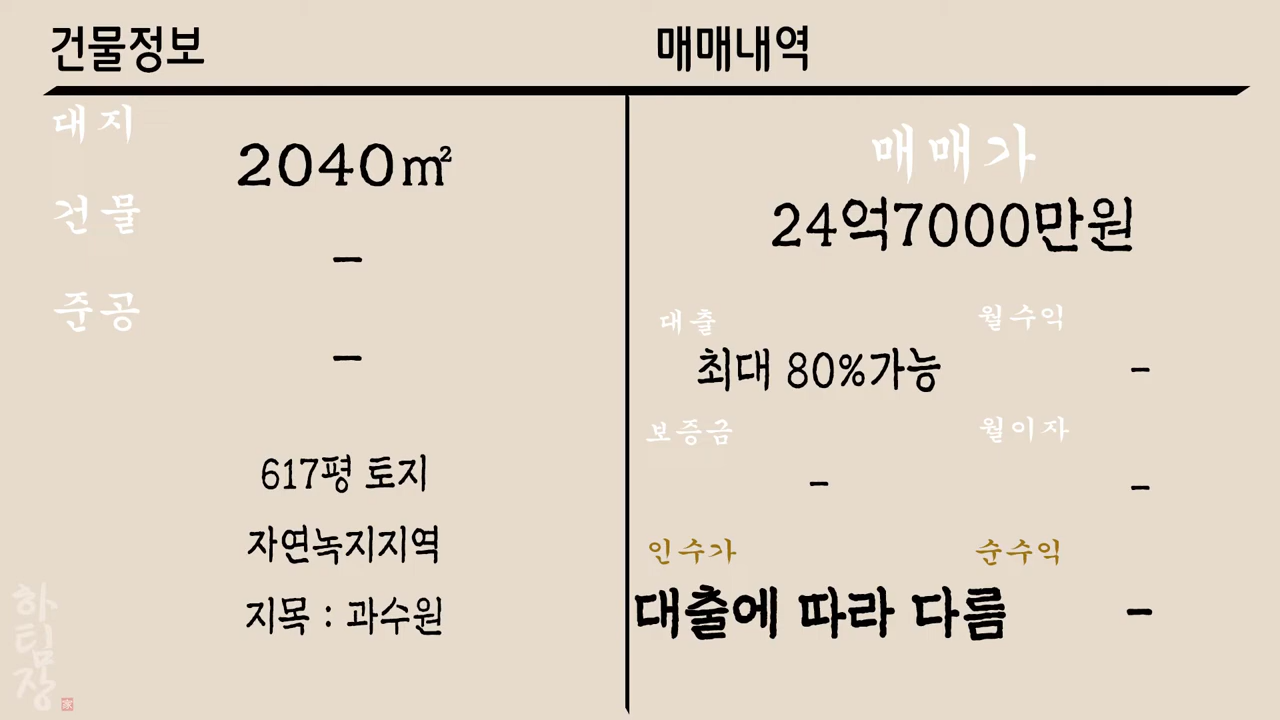 건물정보
대지
2040㎡
건물
-
준공
-
617평 토지
자연녹지지역
지목 : 과수원
매매내역
매매가
24억7000만원
대출
최대 80%가능
월수익
-
보증금
-
월이자
-
인수가
대출에 따라 다름
순수익
-
하팀장